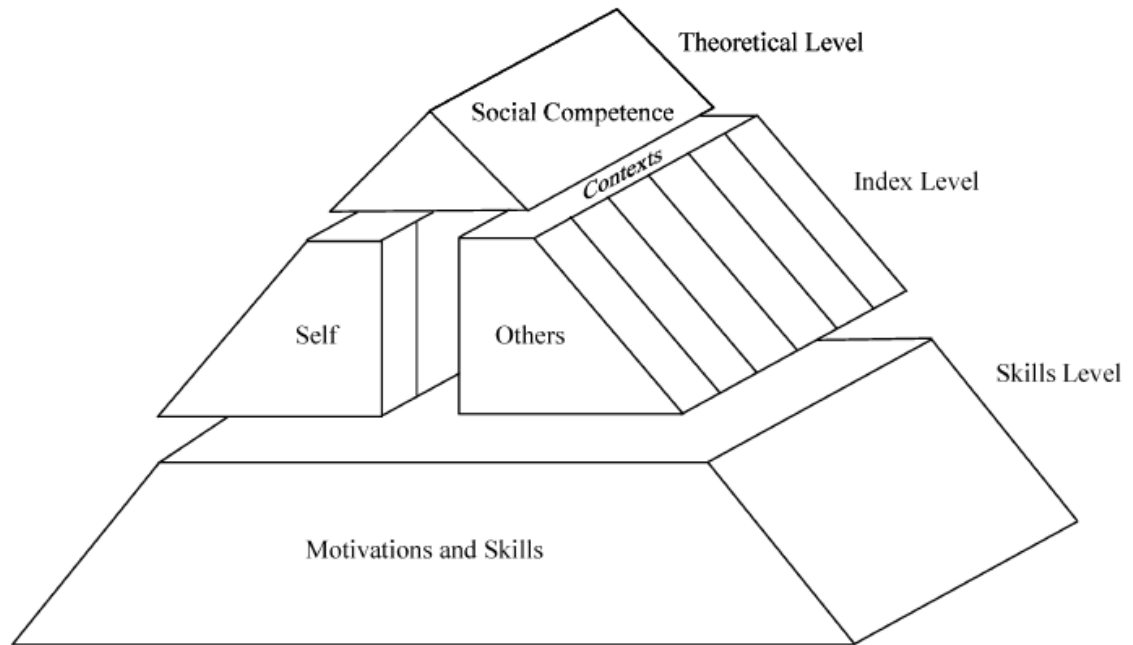 Theoretical Level
Social Competence
Contexts
Index Level
Self
Others
Skills Level
Motivations and Skills